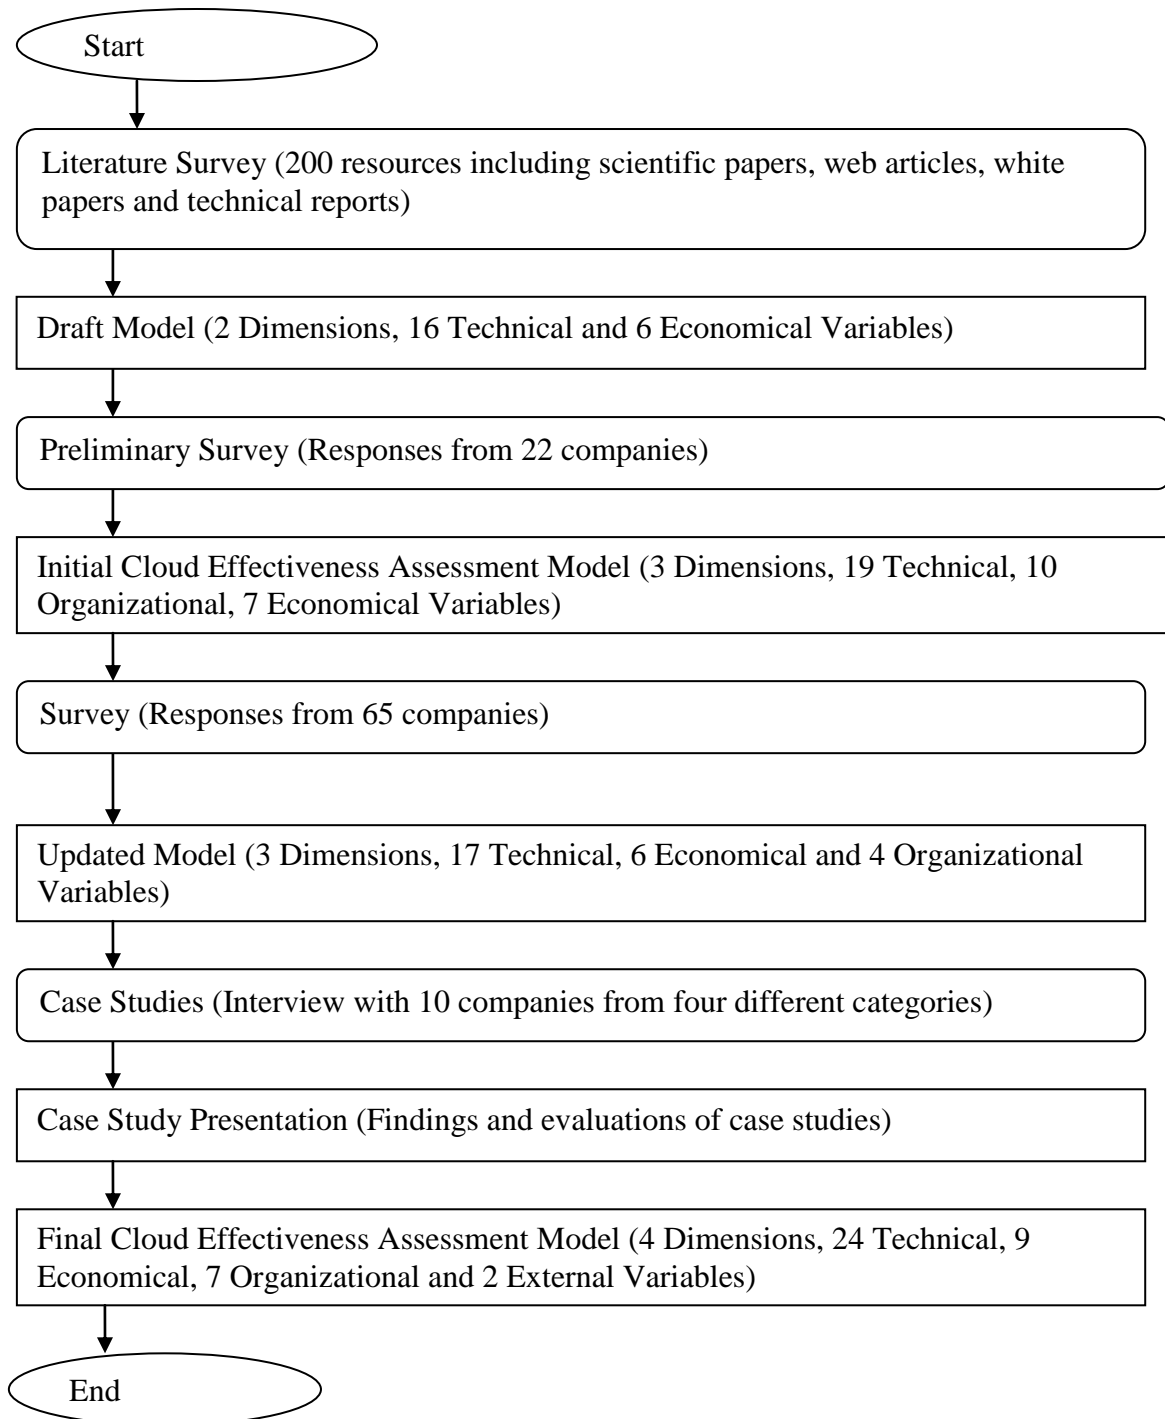 Start
Literature Survey (200 resources including scientific papers, web articles, white
papers and technical reports)
Draft Model (2 Dimensions, 16 Technical and 6 Economical Variables)
Preliminary Survey (Responses from 22 companies)
Initial Cloud Effectiveness Assessment Model (3 Dimensions, 19 Technical, 10
Organizational, 7 Economical Variables)
Survey (Responses from 65 companies)
Updated Model (3 Dimensions, 17 Technical, 6 Economical and 4 Organizational
Variables)
Case Studies (Interview with 10 companies from four different categories)
Case Study Presentation (Findings and evaluations of case studies)
Final Cloud Effectiveness Assessment Model (4 Dimensions, 24 Technical, 9
Economical, 7 Organizational and 2 External Variables)
End